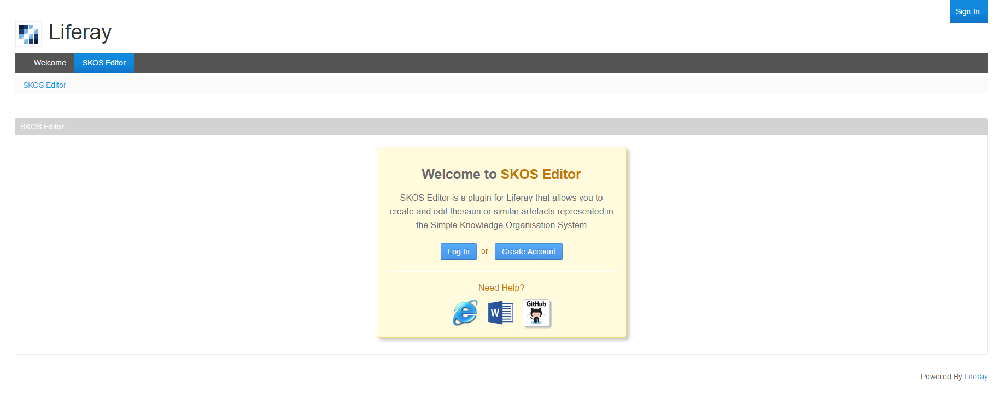 Sign In
Liferay
Welcome SKOS Editor
SKOS Editor
SKOS Editor
Welcome to SKOS Editor
SKOS Editor is a plugin for Liferay that allows you to
create and edit thesauri or similar artefacts represented in
the Simple Knowledge Organisation System
Log In or Create Account
Need Help?
W
GitHub
Powered By Liferay